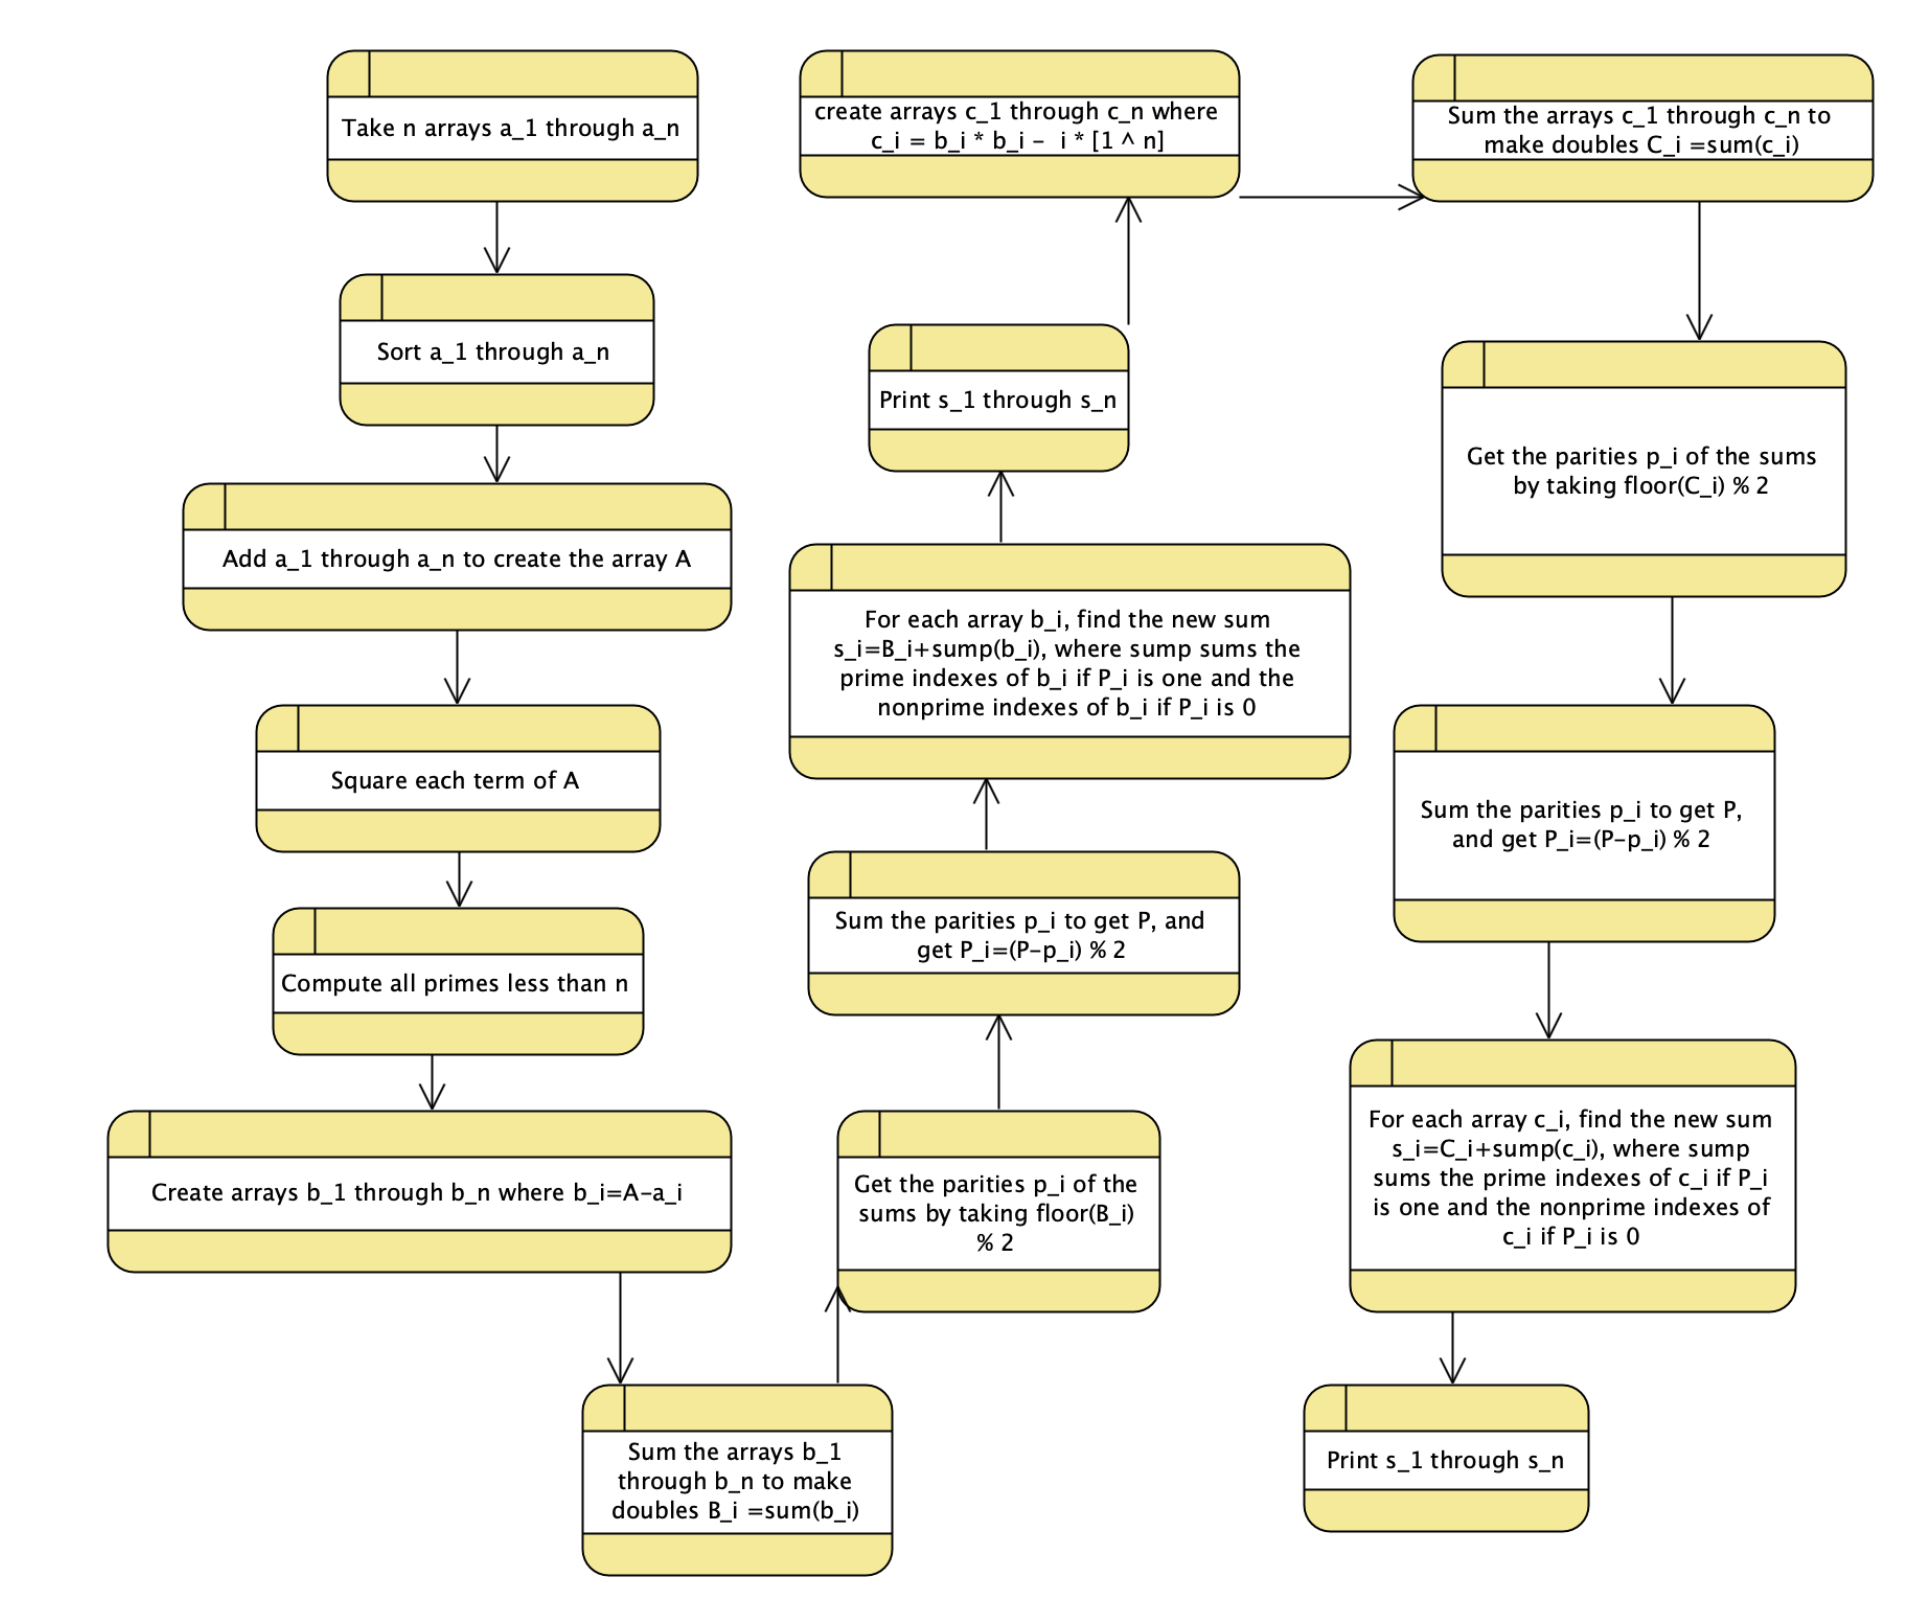 Take n arrays a_1 through a_n
Sort a_1 through a_n
Add a_1 through a_n to create the array A
Square each term of A
Compute all primes less than n
Create arrays b_1 through b_n where b_i=A-a_i
Sum the arrays b_1
through b_n to make
doubles B_i =sum(b_i)
Get the parities p_i of the
sums by taking floor(B_i)
% 2
Sum the parities p_i to get P, and
get P_i=(P-p_i) % 2
For each array b_i, find the new sum
s_i=B_i+sump(b_i), where sump sums the
prime indexes of b_i if P_i is one and the
nonprime indexes of b_i if P_i is 0
Print s_1 through s_n
create arrays c_1 through c_n where
c_i = b_i * b_i - i * [1 ^ n]
Sum the arrays c_1 through c_n to
make doubles C_i =sum(c_i)
Get the parities p_i of the sums
by taking floor(C_i) % 2
Sum the parities p_i to get P,
and get P_i=(P-p_i) % 2
For each array c_i, find the new sum
s_i=C_i+sump(c_i), where sump
sums the prime indexes of c_i if P_i
is one and the nonprime indexes of
c_i if P_i is 0
Print s_1 through s_n